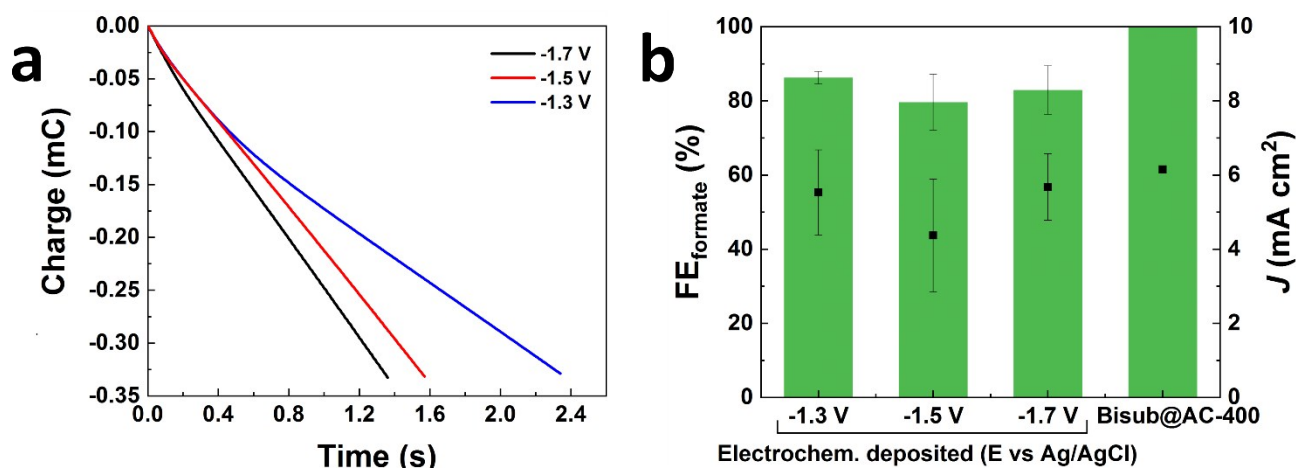 a
0.00
-0.05
-0.10
-0.15
-0.20
-0.25
-0.30
-0.35
Charge (mC)
-1.7 V
-1.5 V
-1.3 V
0.0 0.4 0.8 1.2 1.6 2.0 2.4
Time (s)
b
100
80
60
40
20
0
FEformate (%)
10
8
6
4
2
0
J (mA cm2)
-1.3 V -1.5 V -1.7 V Bisub@AC-400
Electrochem. deposited (E vs Ag/AgCl)